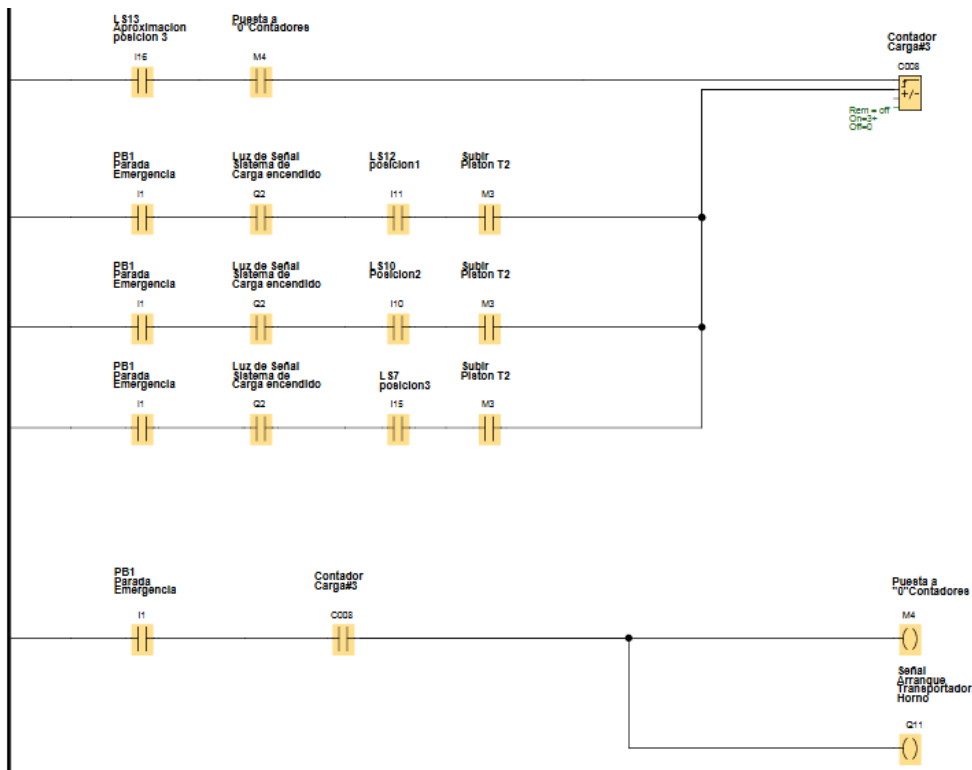 LS13
Aproximacion
posicion 3
Puesta a
"0"Contadores
I16
M4
Contador
Carga#3
C008
+/-
Rem = off
On=3+
Off=0
PB1
Parada
Emergencia
Luz de Señal
Sistema de
Carga encendido
LS12
posicion1
Subir
Piston T2
I1
Q2
I11
M3
PB1
Parada
Emergencia
Luz de Señal
Sistema de
Carga encendido
LS10
Posicion2
Subir
Piston T2
I1
Q2
I10
M3
PB1
Parada
Emergencia
Luz de Señal
Sistema de
Carga encendido
LS7
posicion3
Subir
Piston T2
I1
Q2
I15
M3
PB1
Parada
Emergencia
Contador
Carga#3
Puesta a
"0"Contadores
I1
C008
M4
Señal
Arranque
Transportador
Horno
Q11